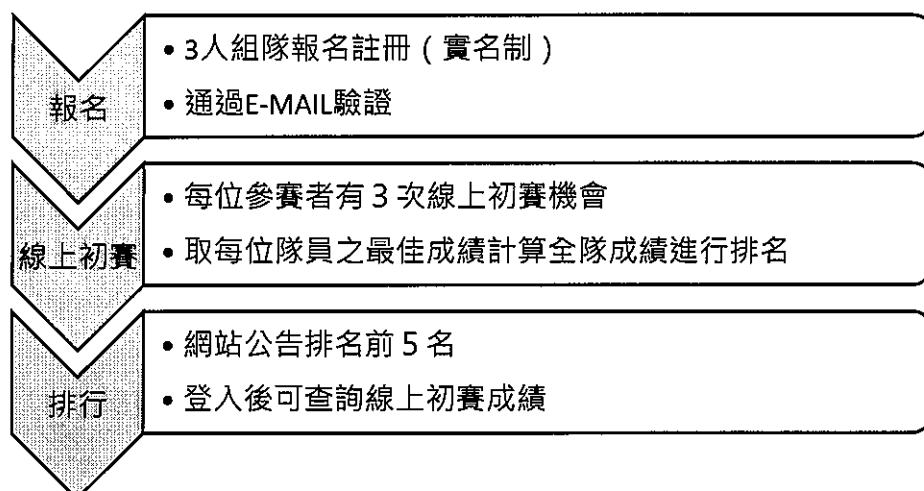 報名
• 3人組隊報名註冊（實名制）
• 通過E-MAIL驗證
線上初賽
• 每位參賽者有 3 次線上初賽機會
• 取每位隊員之最佳成績計算全隊成績進行排名
排行
• 網站公告排名前 5 名
• 登入後可查詢線上初賽成績